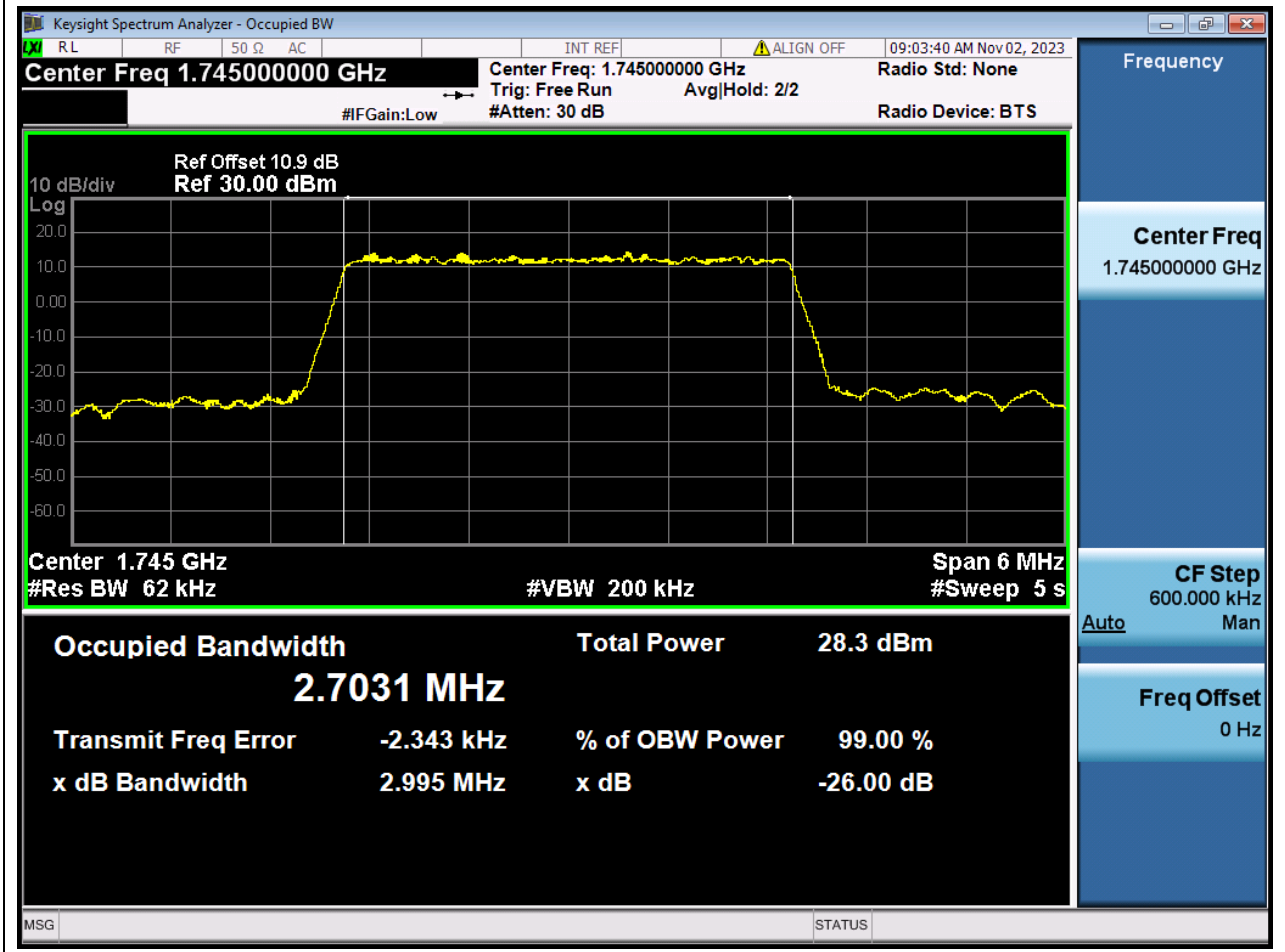 Keysight Spectrum Analyzer - Occupied BW
LXI RL RF 50 Ω AC INT REF ALIGN OFF 09:03:40 AM Nov 02, 2023
Center Freq 1.745000000 GHz
Center Freq: 1.745000000 GHz
Radio Std: None
Trig: Free Run Avg|Hold: 2/2
#IFGain:Low
#Atten: 30 dB
Radio Device: BTS
Ref Offset 10.9 dB
10 dB/div Ref 30.00 dBm
Log
20.0
10.0
0.00
-10.0
-20.0
-30.0
-40.0
-50.0
-60.0
Center 1.745 GHz Span 6 MHz
#Res BW 62 kHz #VBW 200 kHz #Sweep 5 s
Occupied Bandwidth Total Power 28.3 dBm
2.7031 MHz
Transmit Freq Error -2.343 kHz % of OBW Power 99.00 %
x dB Bandwidth 2.995 MHz x dB -26.00 dB
MSG STATUS
Frequency
Center Freq
1.745000000 GHz
CF Step
600.000 kHz
Auto Man
Freq Offset
0 Hz